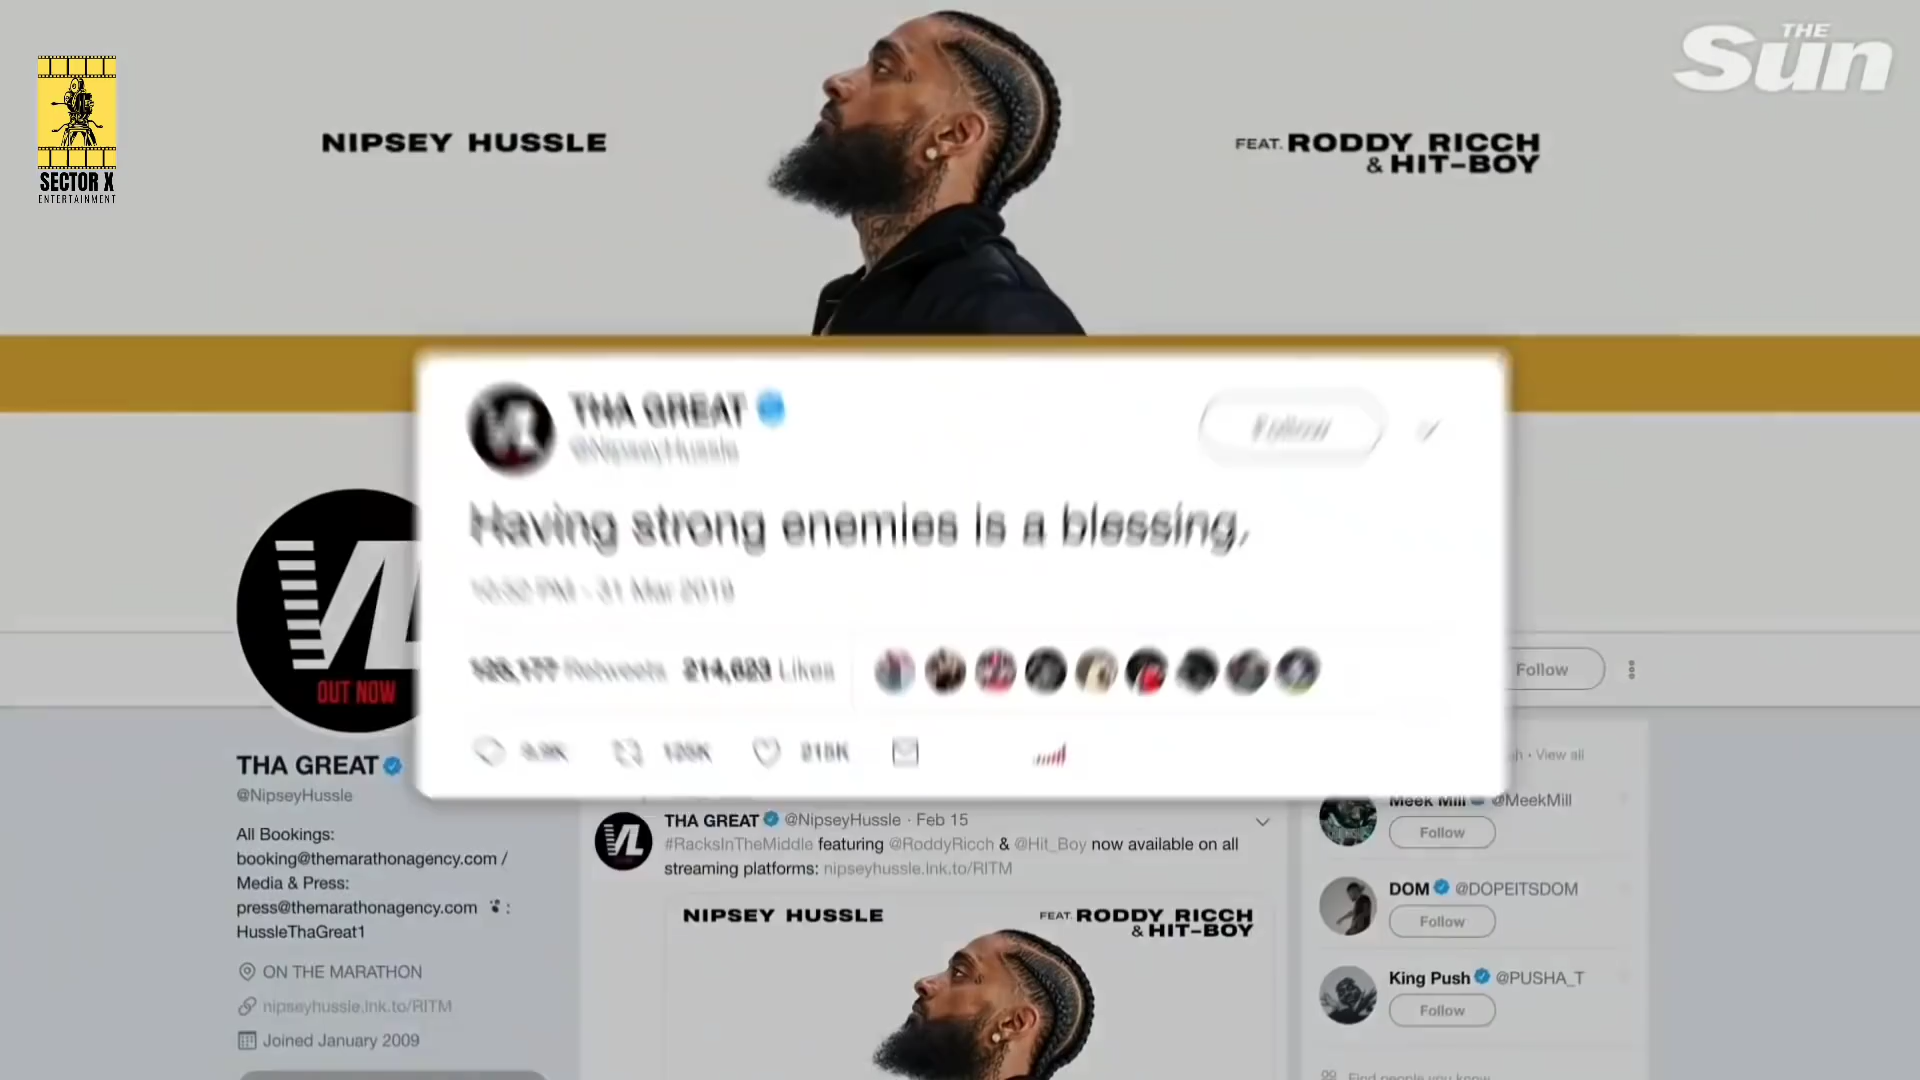 THE
Sun
SECTOR X
ENTERTAINMENT
NIPSEY HUSSLE
FEAT. RODDY RICCH
& HIT-BOY
THA GREAT
@NipseyHussle
Follow
Having strong enemies is a blessing,
31 Mar 2019
Retweets 214,623 Likes
218K
VL
OUT NOW
Follow
THA GREAT
@NipseyHussle
All Bookings:
booking@themarathonagency.com /
Media & Press:
press@themarathonagency.com :
HussleThaGreat1
ON THE MARATHON
nipseyhussle.lnk.to/RITM
Joined January 2009
THA GREAT @NipseyHussle · Feb 15
#RacksInTheMiddle featuring @RoddyRicch & @Hit_Boy now available on all
streaming platforms: nipseyhussle.lnk.to/RITM
NIPSEY HUSSLE
FEAT. RODDY RICCH
& HIT-BOY
· View all
Meek Mill @MeekMill
Follow
DOM @DOPEITSDOM
Follow
King Push @PUSHA_T
Follow
Find people you know